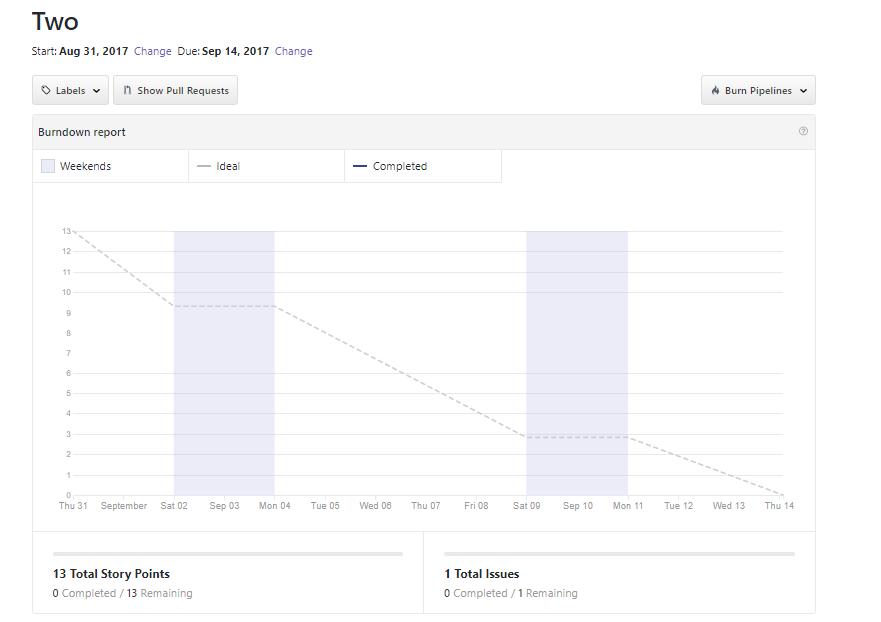 Two
Start: Aug 31, 2017 Change Due: Sep 14, 2017 Change
Labels Show Pull Requests Burn Pipelines
Burndown report
Weekends Ideal Completed
13
12
11
10
9
8
7
6
5
4
3
2
1
0
Thu 31 September Sat 02 Sep 03 Mon 04 Tue 05 Wed 06 Thu 07 Fri 08 Sat 09 Sep 10 Mon 11 Tue 12 Wed 13 Thu 14
13 Total Story Points
0 Completed / 13 Remaining
1 Total Issues
0 Completed / 1 Remaining